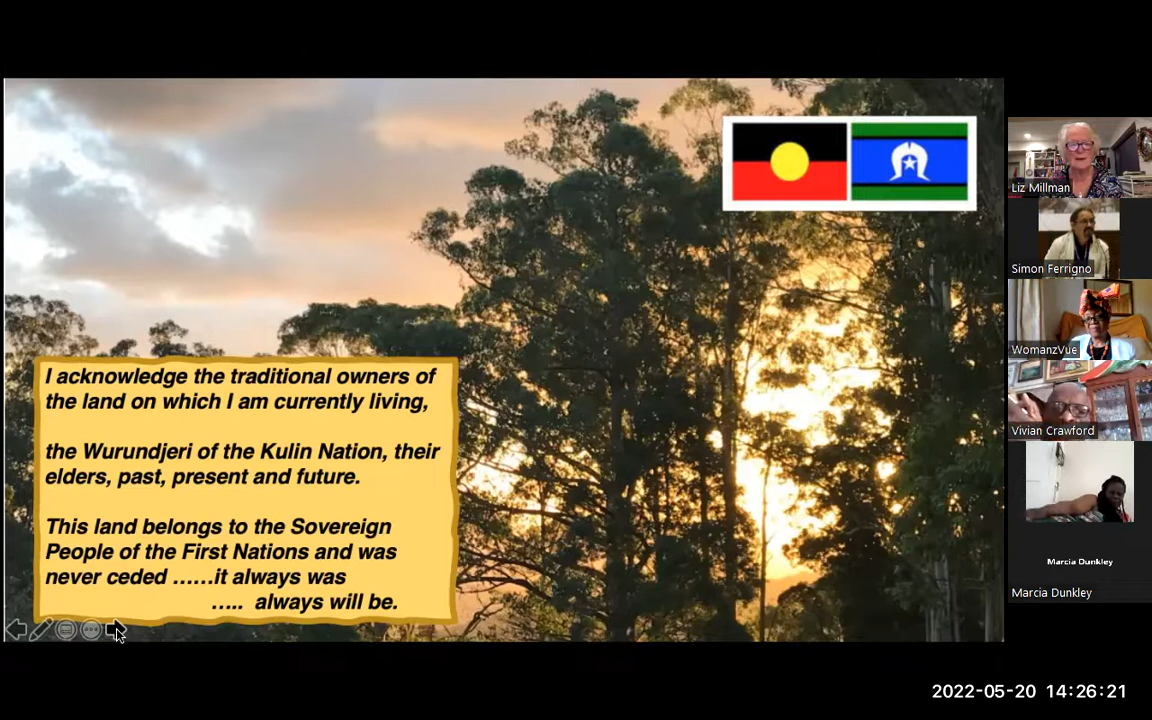 I acknowledge the traditional owners of
the land on which I am currently living,
the Wurundjeri of the Kulin Nation, their
elders, past, present and future.
This land belongs to the Sovereign
People of the First Nations and was
never ceded ......it always was
..... always will be.
Liz Millman
Simon Ferrigno
WomanzVue
Vivian Crawford
Marcia Dunkley
Marcia Dunkley
2022-05-20 14:26:21